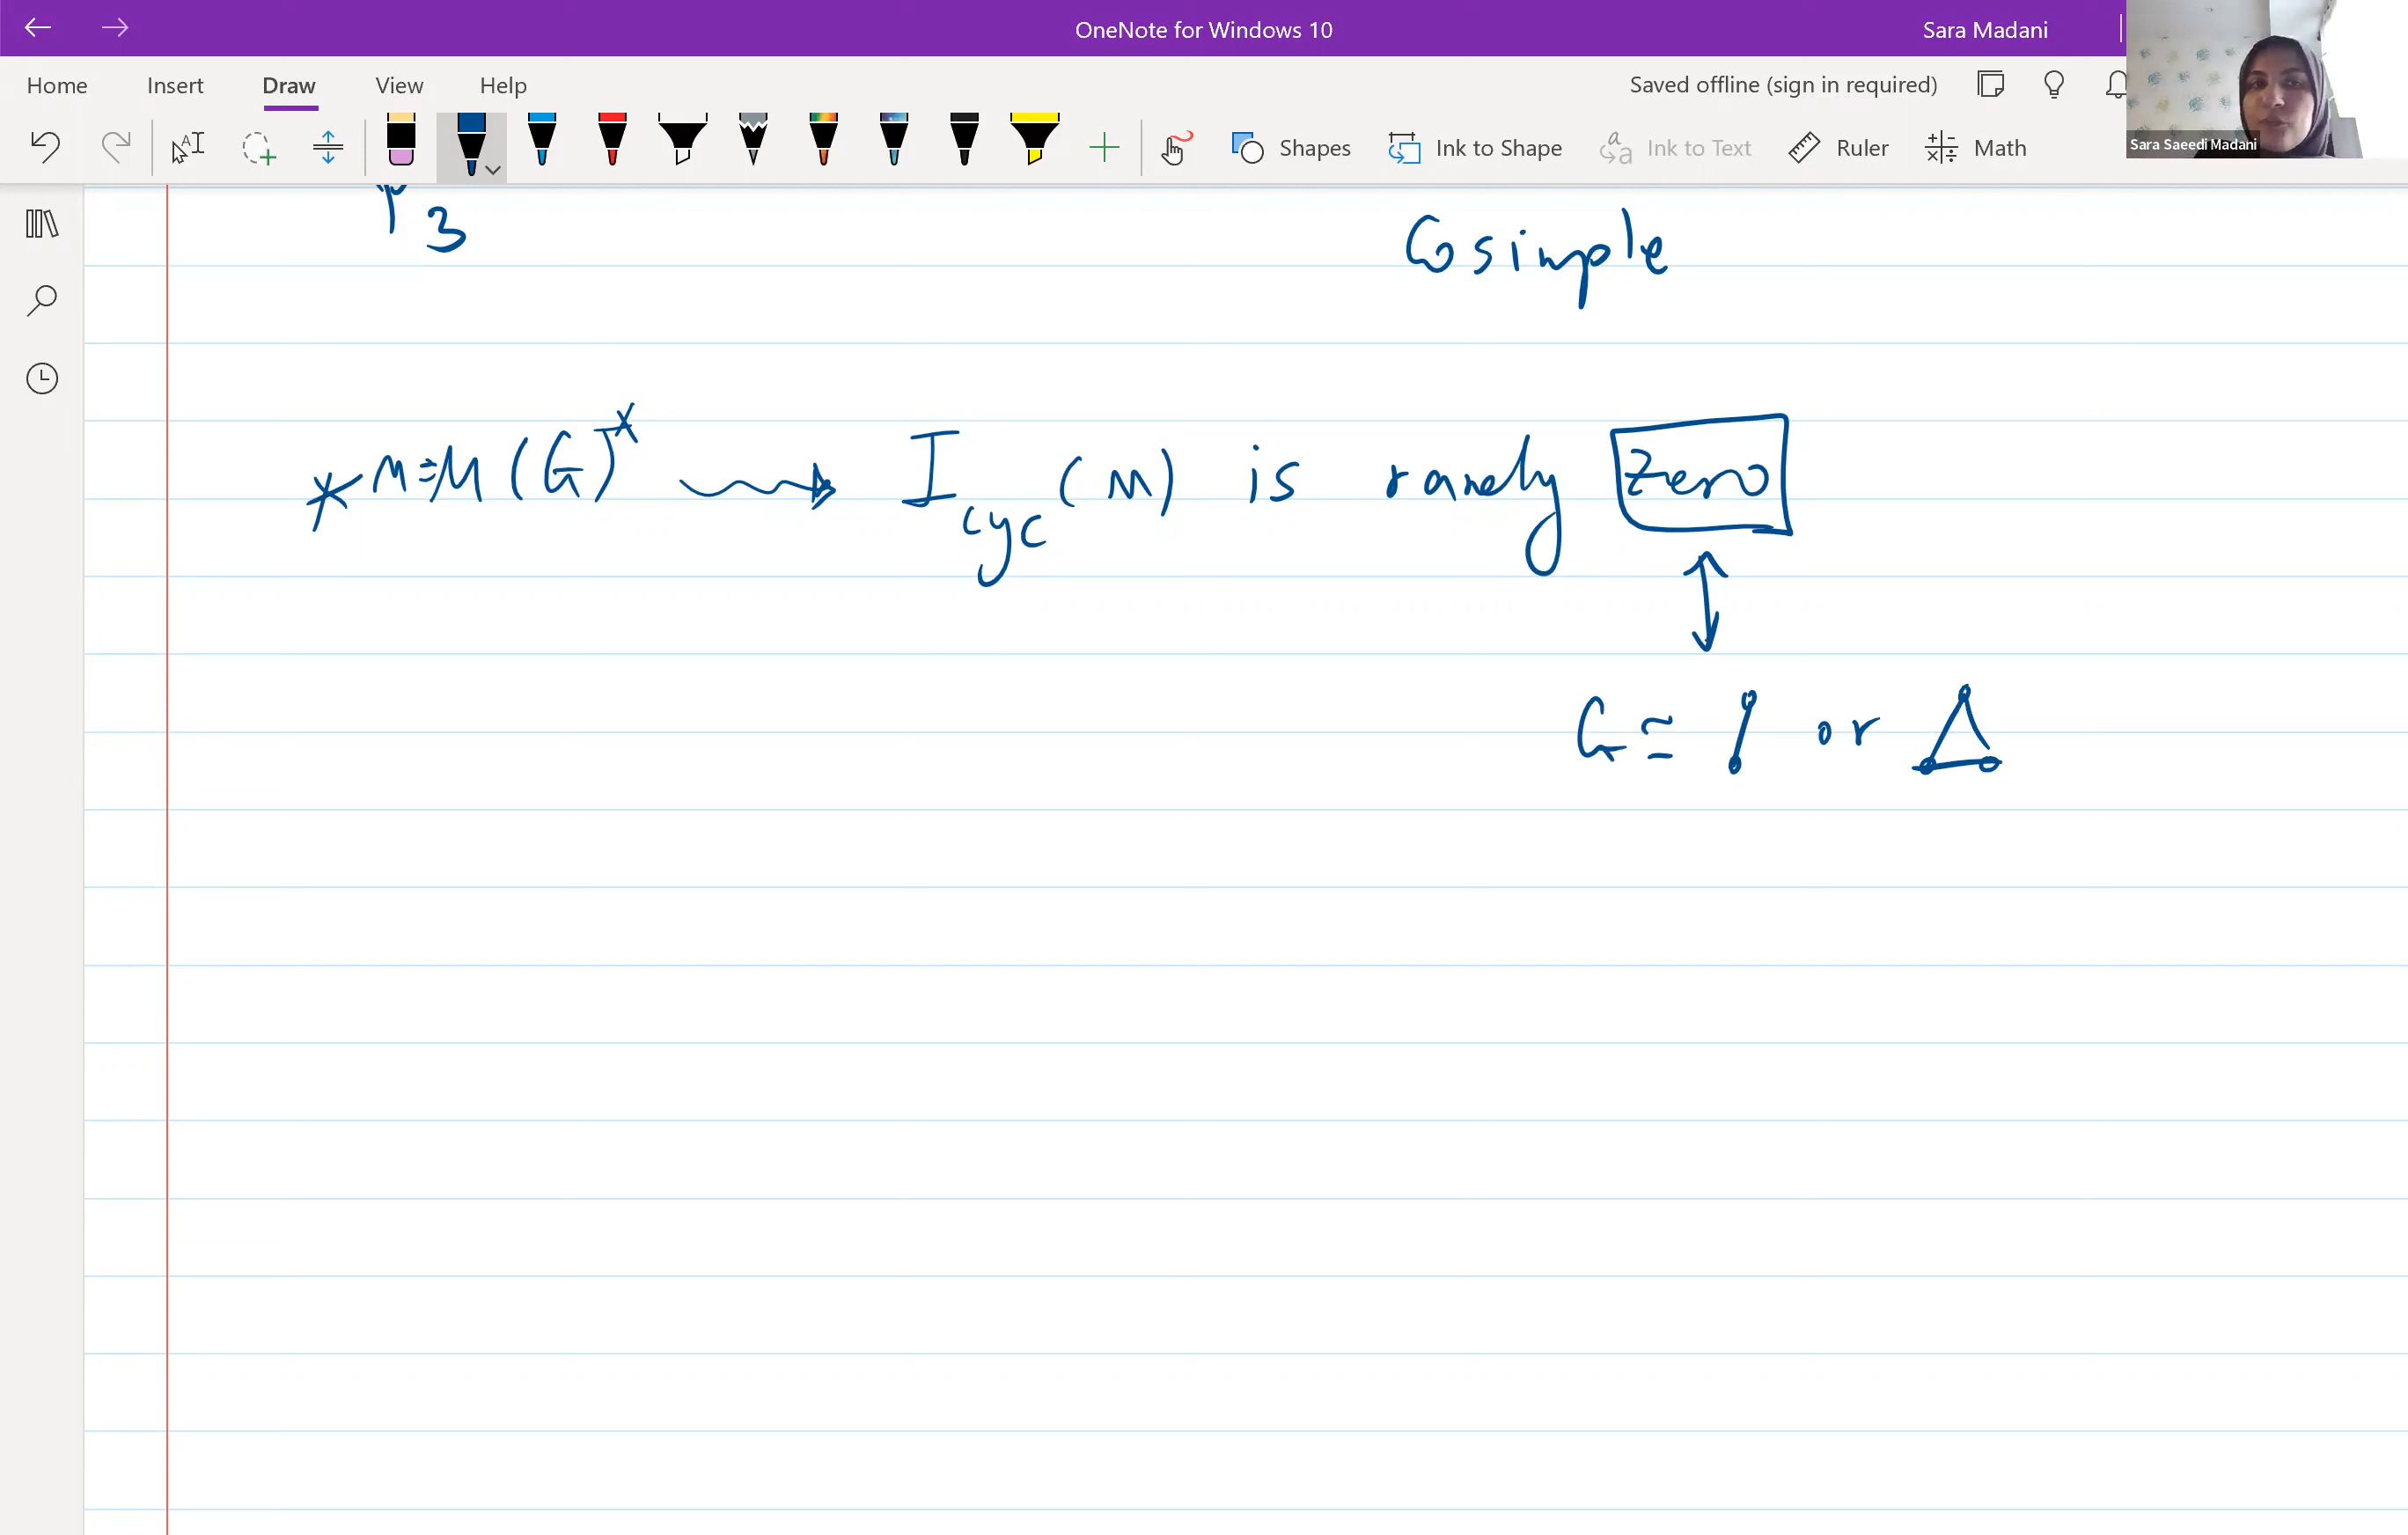 OneNote for Windows 10
Sara Madani
Home Insert Draw View Help
Saved offline (sign in required)
Shapes Ink to Shape Ink to Text Ruler Math
Sara Saeedi Madani
3
Cosimple
* M=M(G)* ⇝ I_cyc (M) is rarely Zero
↕
G ≅ or